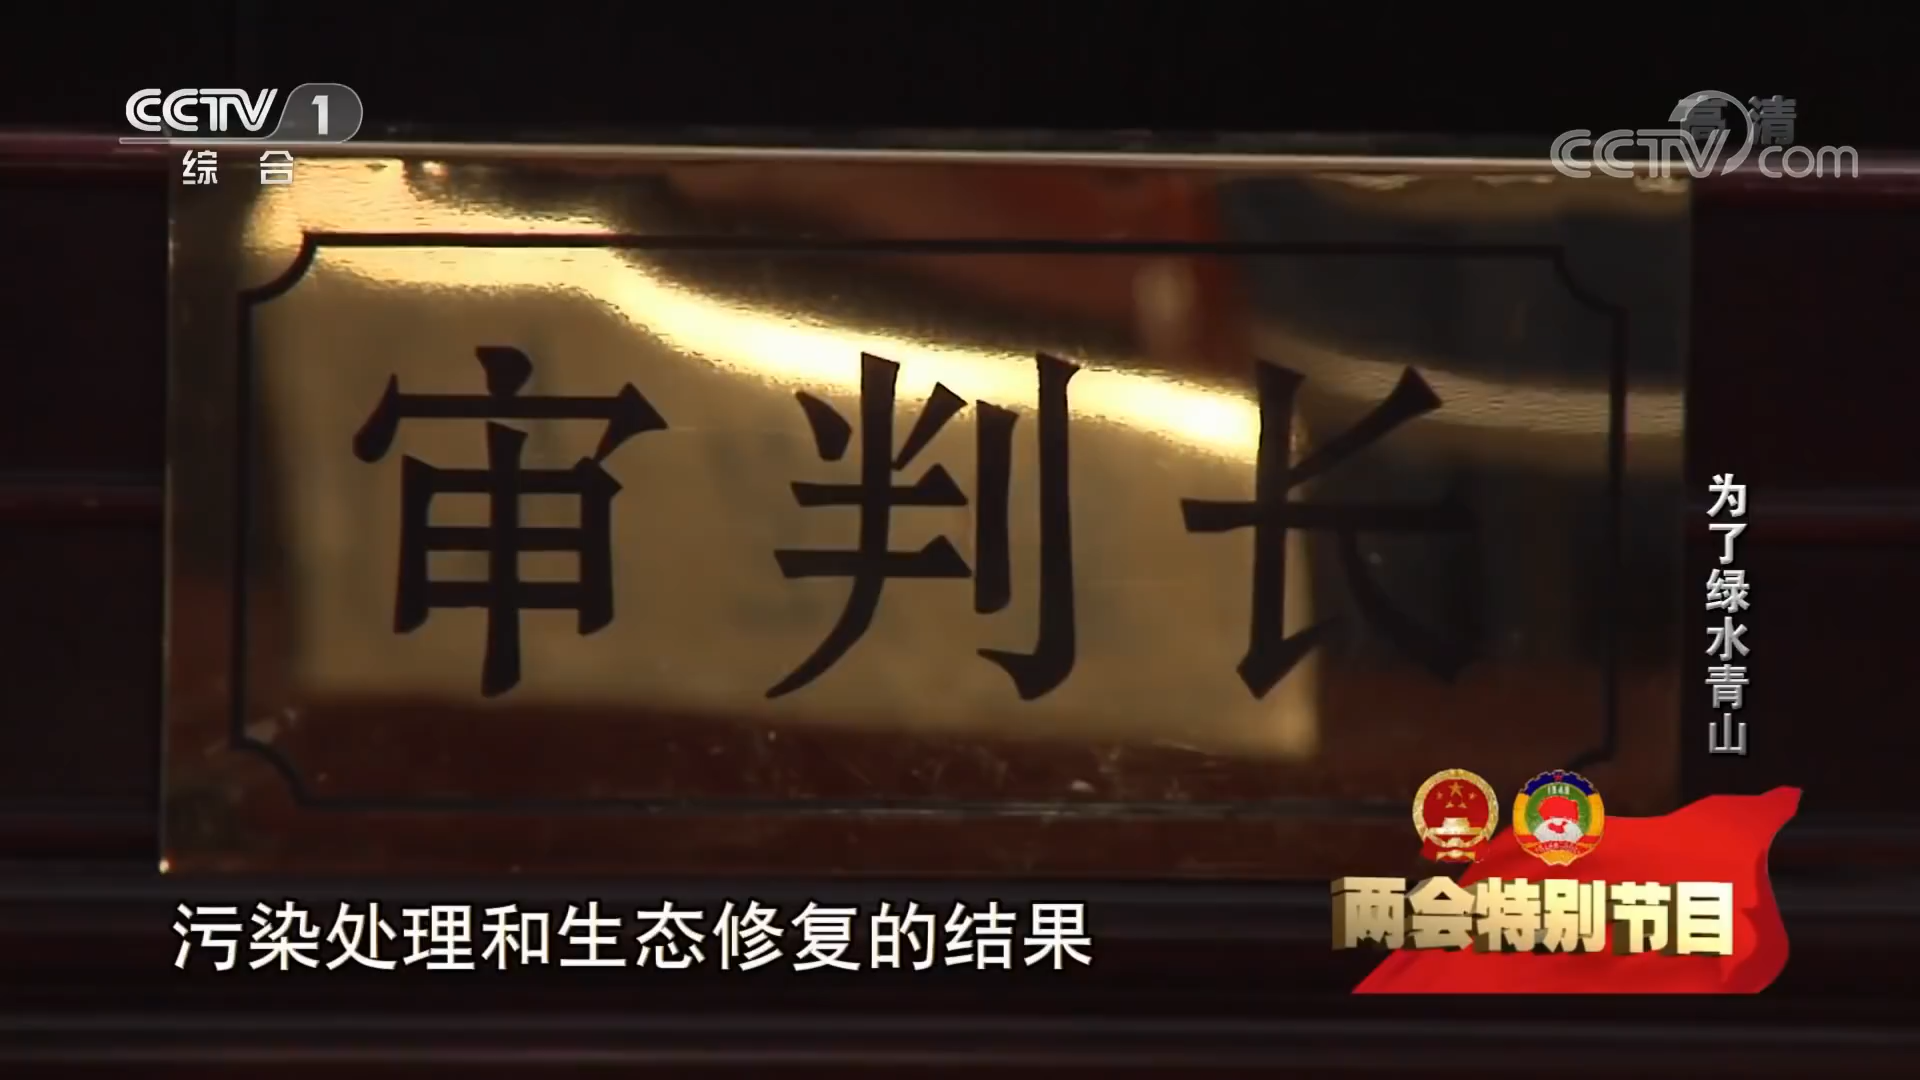 CCTV 1
综合
高清
CCTV com
审判长
为了绿水青山
两会特别节目
污染处理和生态修复的结果